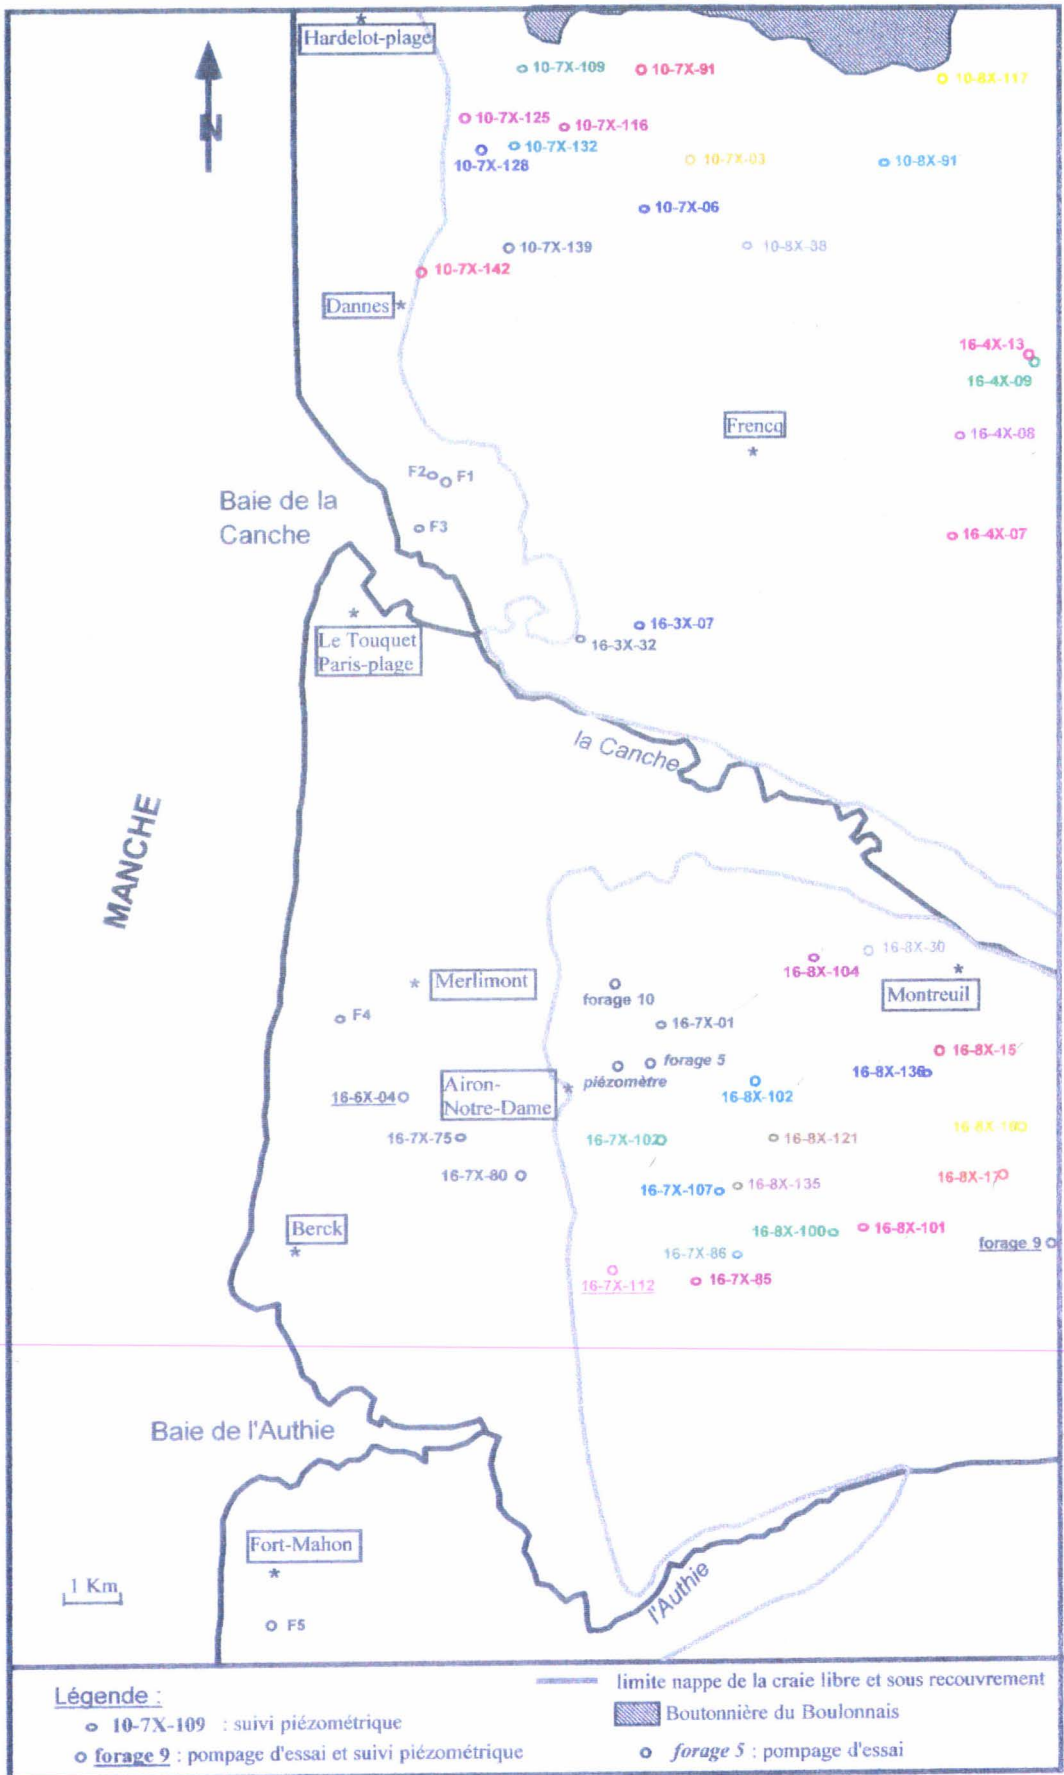 Hardelot-plage
N
10-7X-109
10-7X-91
10-8X-117
10-7X-125
10-7X-116
10-7X-132
10-7X-128
10-7X-03
10-8X-91
10-7X-06
10-7X-139
10-8X-38
10-7X-142
Dannes
16-4X-13
16-4X-09
Frencq
16-4X-08
F2
F1
Baie de la
Canche
F3
16-4X-07
Le Touquet
Paris-plage
16-3X-07
16-3X-32
la Canche
MANCHE
16-8X-30
16-8X-104
Merlimont
forage 10
Montreuil
F4
16-7X-01
16-8X-15
forage 5
piézomètre
16-8X-136
Airon-
Notre-Dame
16-8X-102
16-6X-04
16-7X-75
16-7X-102
16-8X-121
16-7X-80
16-8X-17
16-7X-107
16-8X-135
Berck
16-8X-100
16-8X-101
forage 9
16-7X-86
16-7X-112
16-7X-85
Baie de l'Authie
Fort-Mahon
1 Km
l'Authie
F5
Légende :
limite nappe de la craie libre et sous recouvrement
10-7X-109 : suivi piézométrique
Boutonnière du Boulonnais
forage 9 : pompage d'essai et suivi piézométrique
forage 5 : pompage d'essai